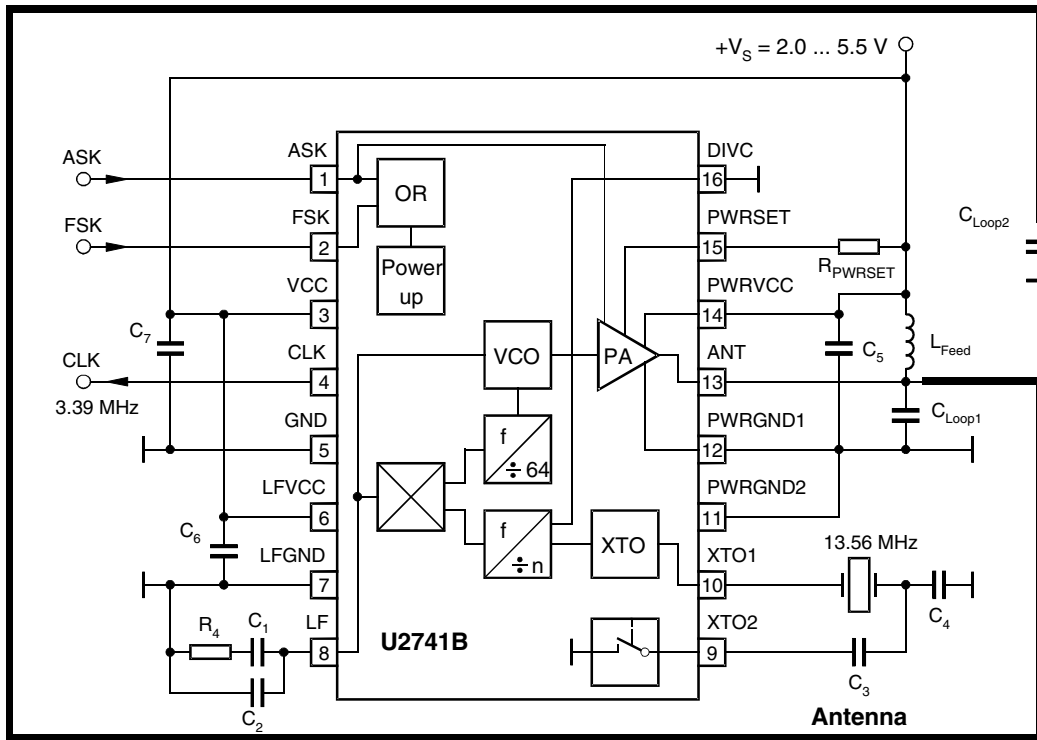 +V_S = 2.0 ... 5.5 V
ASK
FSK
3.39 MHz
CLK
C_7
C_6
R_4
C_1
C_2
ASK
1
FSK
2
VCC
3
CLK
4
GND
5
LFVCC
6
LFGND
7
LF
8
OR
Power
up
VCO
PA
f
÷ 64
f
÷ n
XTO
U2741B
DIVC
16
PWRSET
15
PWRVCC
14
ANT
13
PWRGND1
12
PWRGND2
11
XTO1
10
XTO2
9
R_PWRSET
C_Loop2
C_5
L_Feed
C_Loop1
13.56 MHz
C_4
C_3
Antenna